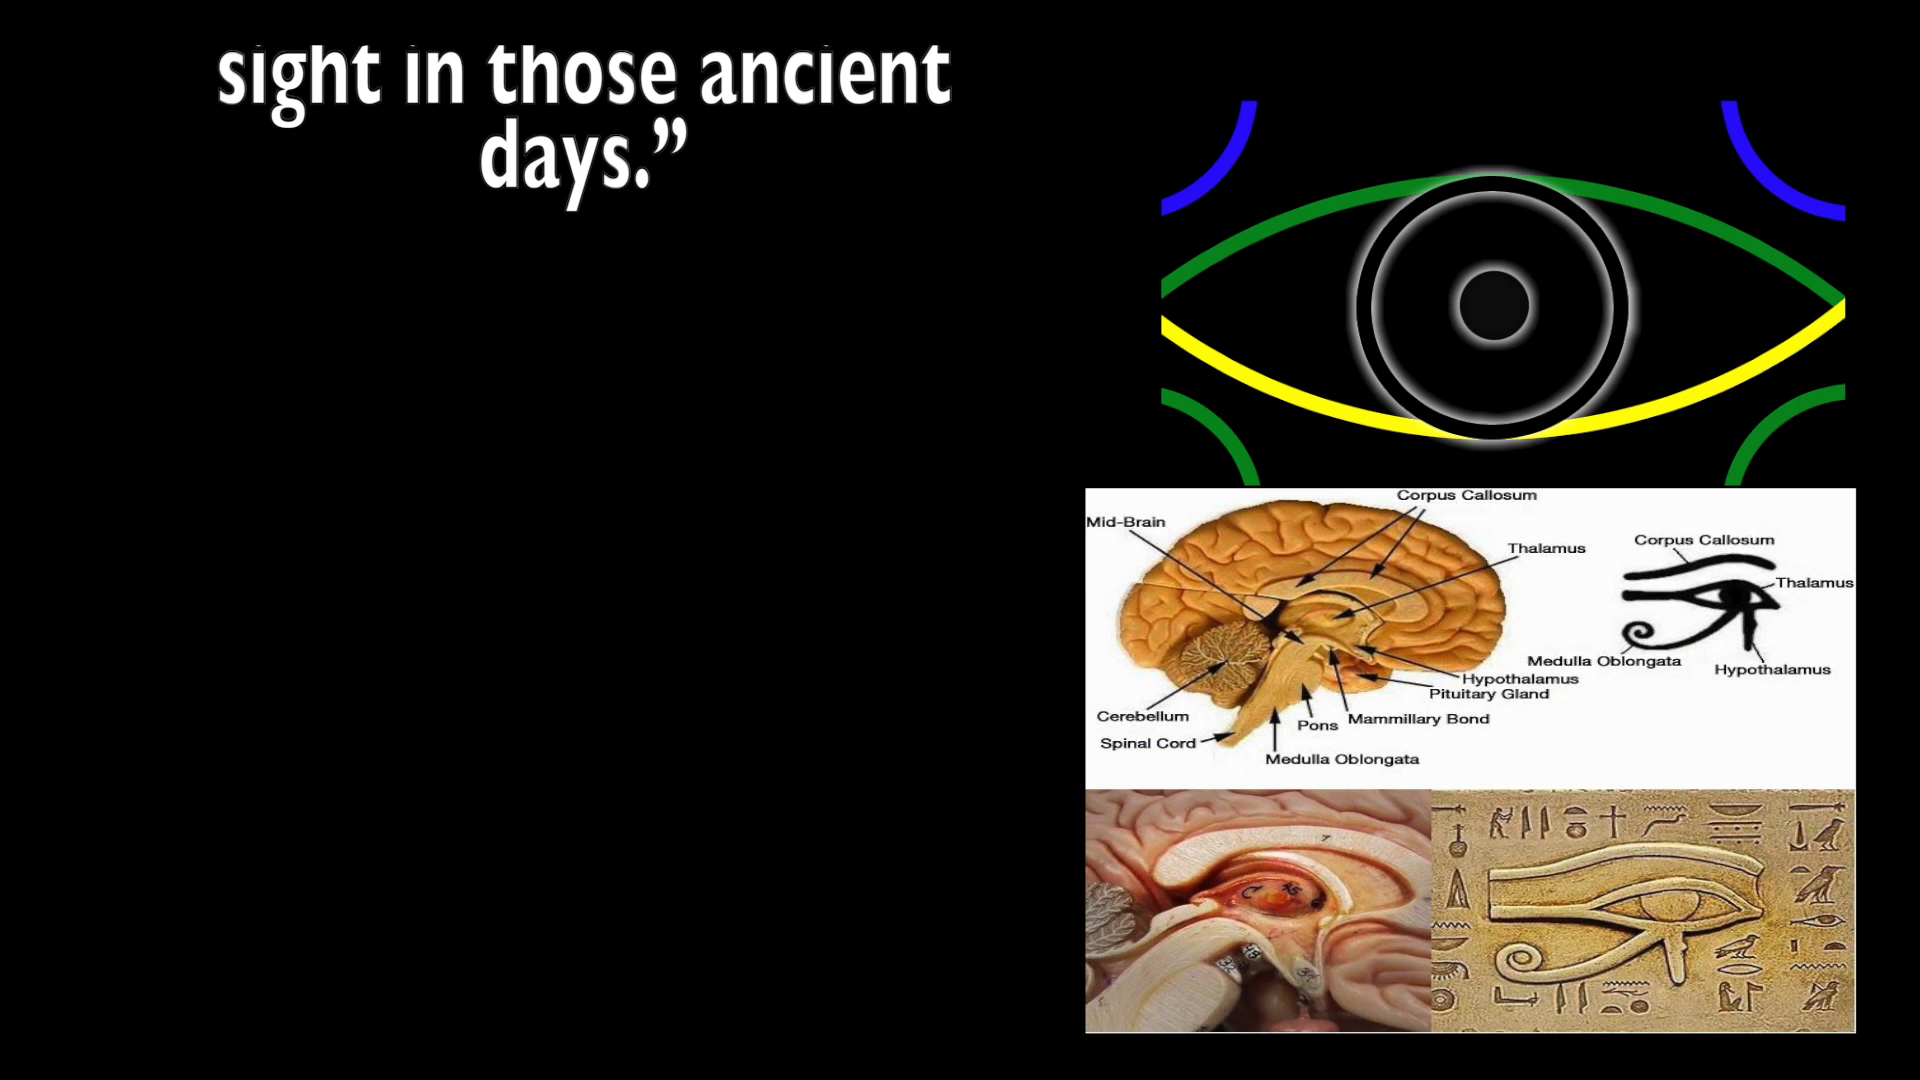 sight in those ancient
days.”
Corpus Callosum
Mid-Brain
Thalamus
Hypothalamus
Pituitary Gland
Mammillary Bond
Pons
Cerebellum
Spinal Cord
Medulla Oblongata
Corpus Callosum
Thalamus
Medulla Oblongata
Hypothalamus